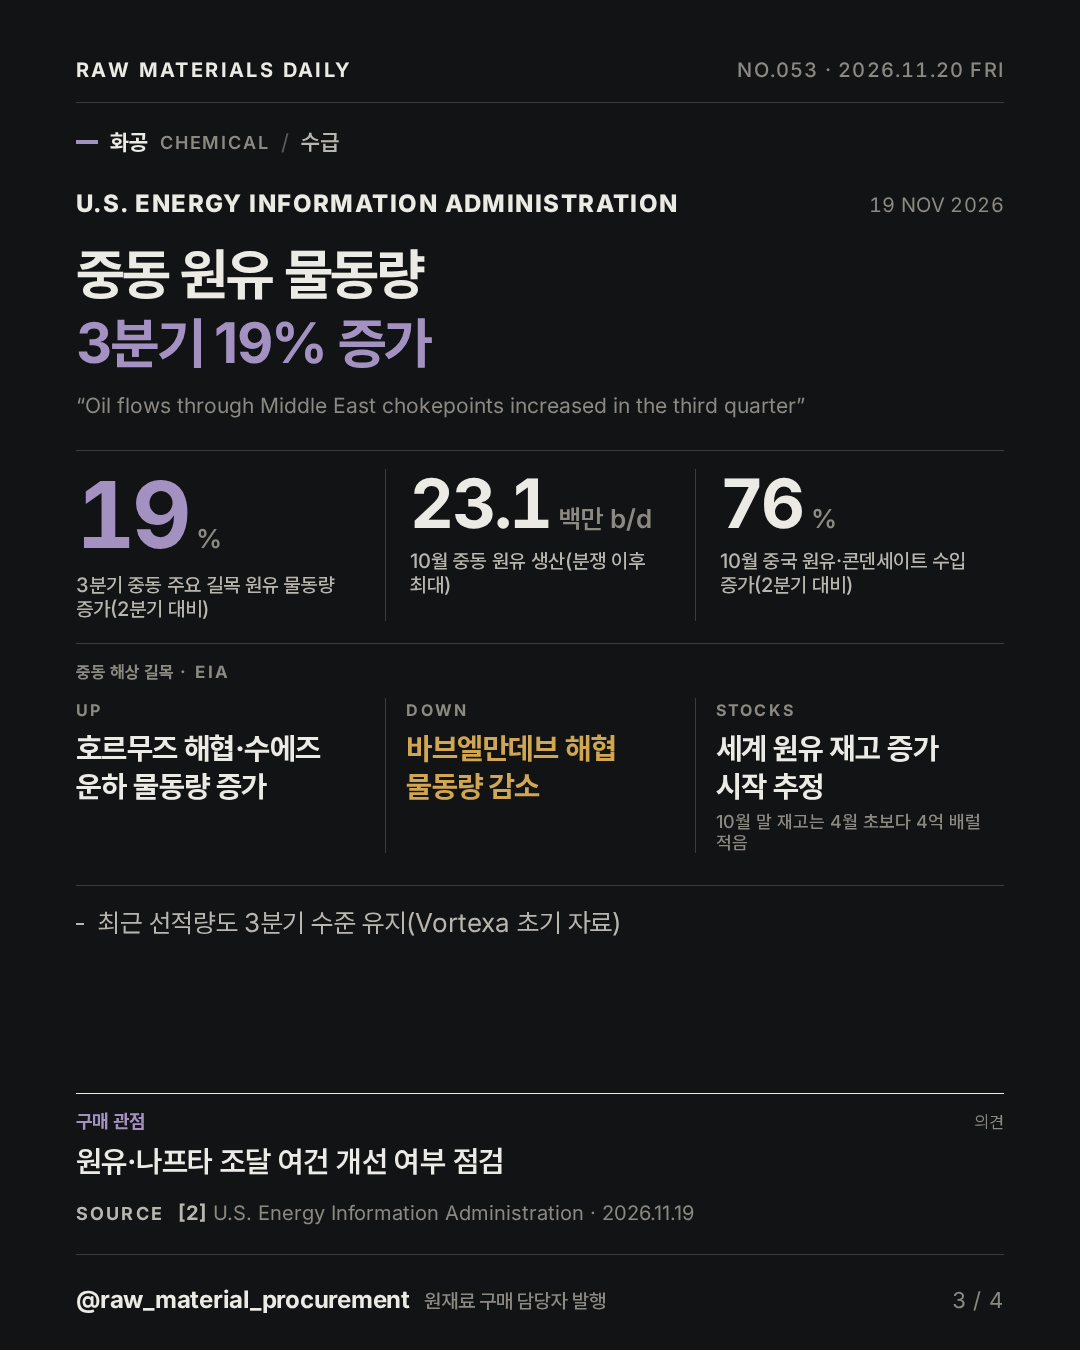 RAW MATERIALS DAILY
NO.053 · 2026.11.20 FRI
화공 CHEMICAL / 수급
U.S. ENERGY INFORMATION ADMINISTRATION
19 NOV 2026
중동 원유 물동량
3분기 19% 증가
“Oil flows through Middle East chokepoints increased in the third quarter”
19 %
3분기 중동 주요 길목 원유 물동량
증가(2분기 대비)
23.1 백만 b/d
10월 중동 원유 생산(분쟁 이후
최대)
76 %
10월 중국 원유·콘덴세이트 수입
증가(2분기 대비)
중동 해상 길목 · EIA
UP
호르무즈 해협·수에즈
운하 물동량 증가
DOWN
바브엘만데브 해협
물동량 감소
STOCKS
세계 원유 재고 증가
시작 추정
10월 말 재고는 4월 초보다 4억 배럴
적음
- 최근 선적량도 3분기 수준 유지(Vortexa 초기 자료)
구매 관점
의견
원유·나프타 조달 여건 개선 여부 점검
SOURCE [2] U.S. Energy Information Administration · 2026.11.19
@raw_material_procurement 원재료 구매 담당자 발행
3 / 4